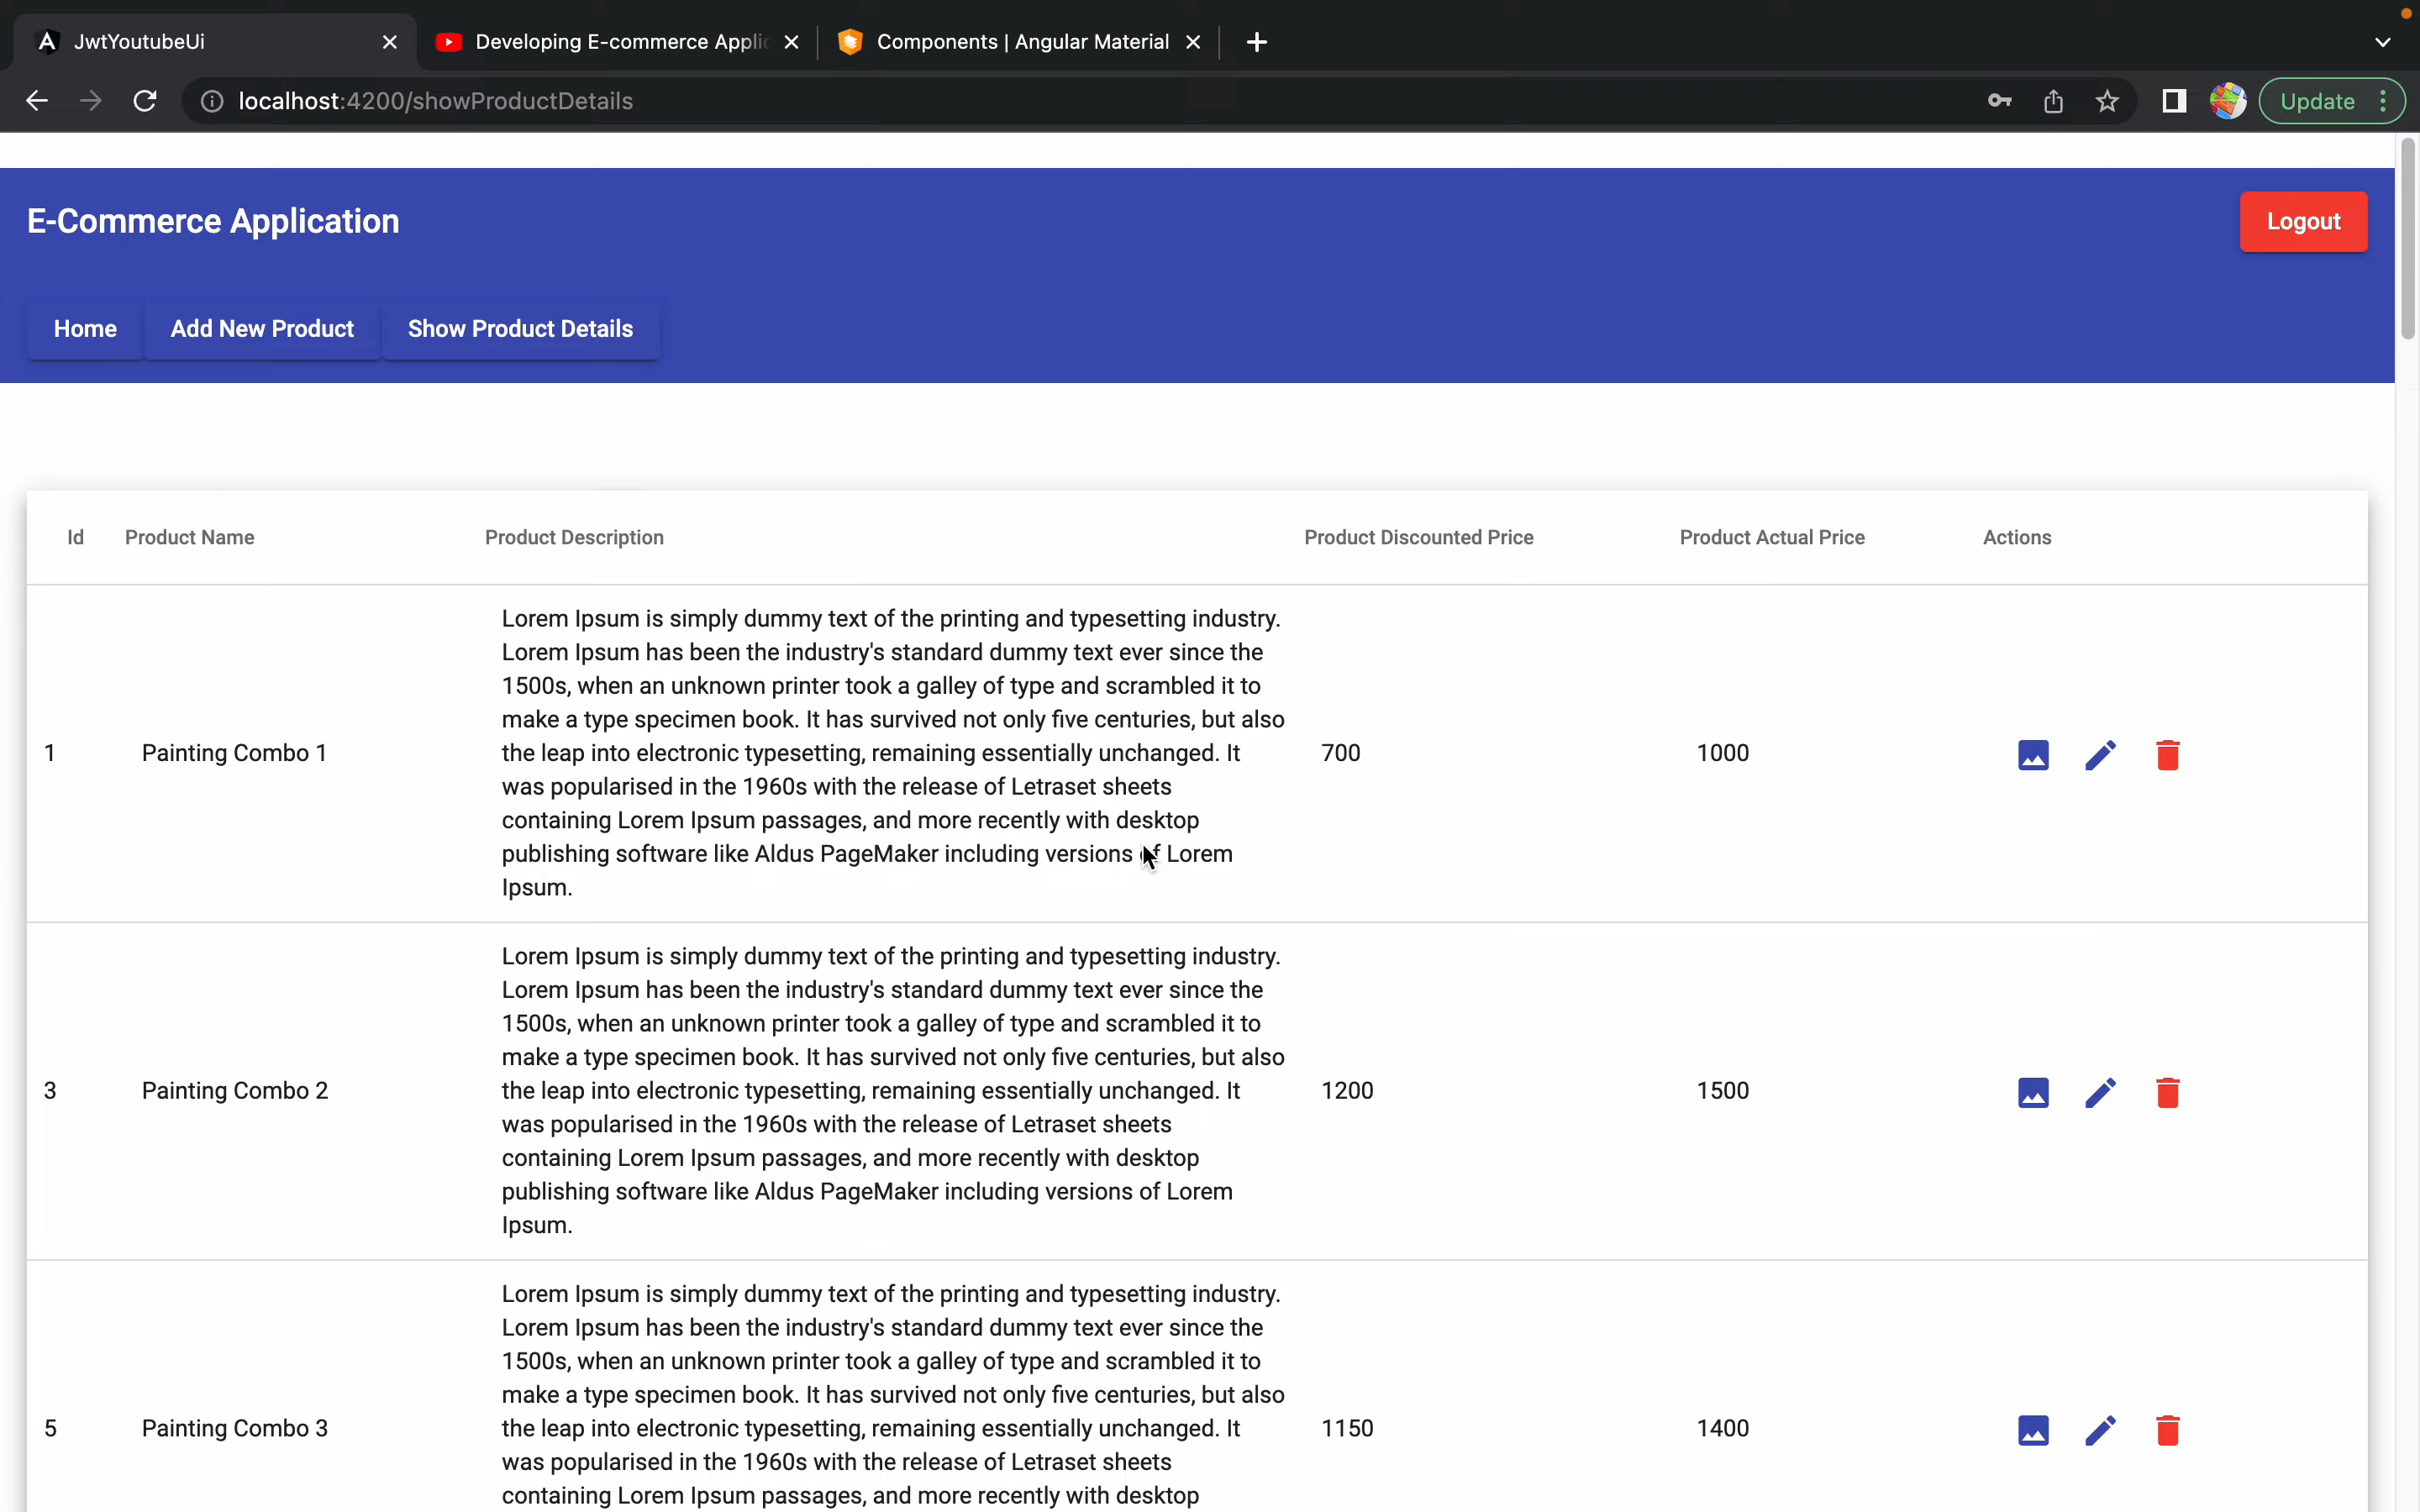 JwtYoutubeUi
Developing E-commerce Applic
Components | Angular Material
localhost:4200/showProductDetails
Update
E-Commerce Application
Logout
Home
Add New Product
Show Product Details
Id Product Name Product Description Product Discounted Price Product Actual Price Actions
Lorem Ipsum is simply dummy text of the printing and typesetting industry.
Lorem Ipsum has been the industry's standard dummy text ever since the
1500s, when an unknown printer took a galley of type and scrambled it to
make a type specimen book. It has survived not only five centuries, but also
1 Painting Combo 1 the leap into electronic typesetting, remaining essentially unchanged. It 700 1000
was popularised in the 1960s with the release of Letraset sheets
containing Lorem Ipsum passages, and more recently with desktop
publishing software like Aldus PageMaker including versions of Lorem
Ipsum.
Lorem Ipsum is simply dummy text of the printing and typesetting industry.
Lorem Ipsum has been the industry's standard dummy text ever since the
1500s, when an unknown printer took a galley of type and scrambled it to
make a type specimen book. It has survived not only five centuries, but also
3 Painting Combo 2 the leap into electronic typesetting, remaining essentially unchanged. It 1200 1500
was popularised in the 1960s with the release of Letraset sheets
containing Lorem Ipsum passages, and more recently with desktop
publishing software like Aldus PageMaker including versions of Lorem
Ipsum.
Lorem Ipsum is simply dummy text of the printing and typesetting industry.
Lorem Ipsum has been the industry's standard dummy text ever since the
1500s, when an unknown printer took a galley of type and scrambled it to
make a type specimen book. It has survived not only five centuries, but also
5 Painting Combo 3 the leap into electronic typesetting, remaining essentially unchanged. It 1150 1400
was popularised in the 1960s with the release of Letraset sheets
containing Lorem Ipsum passages, and more recently with desktop